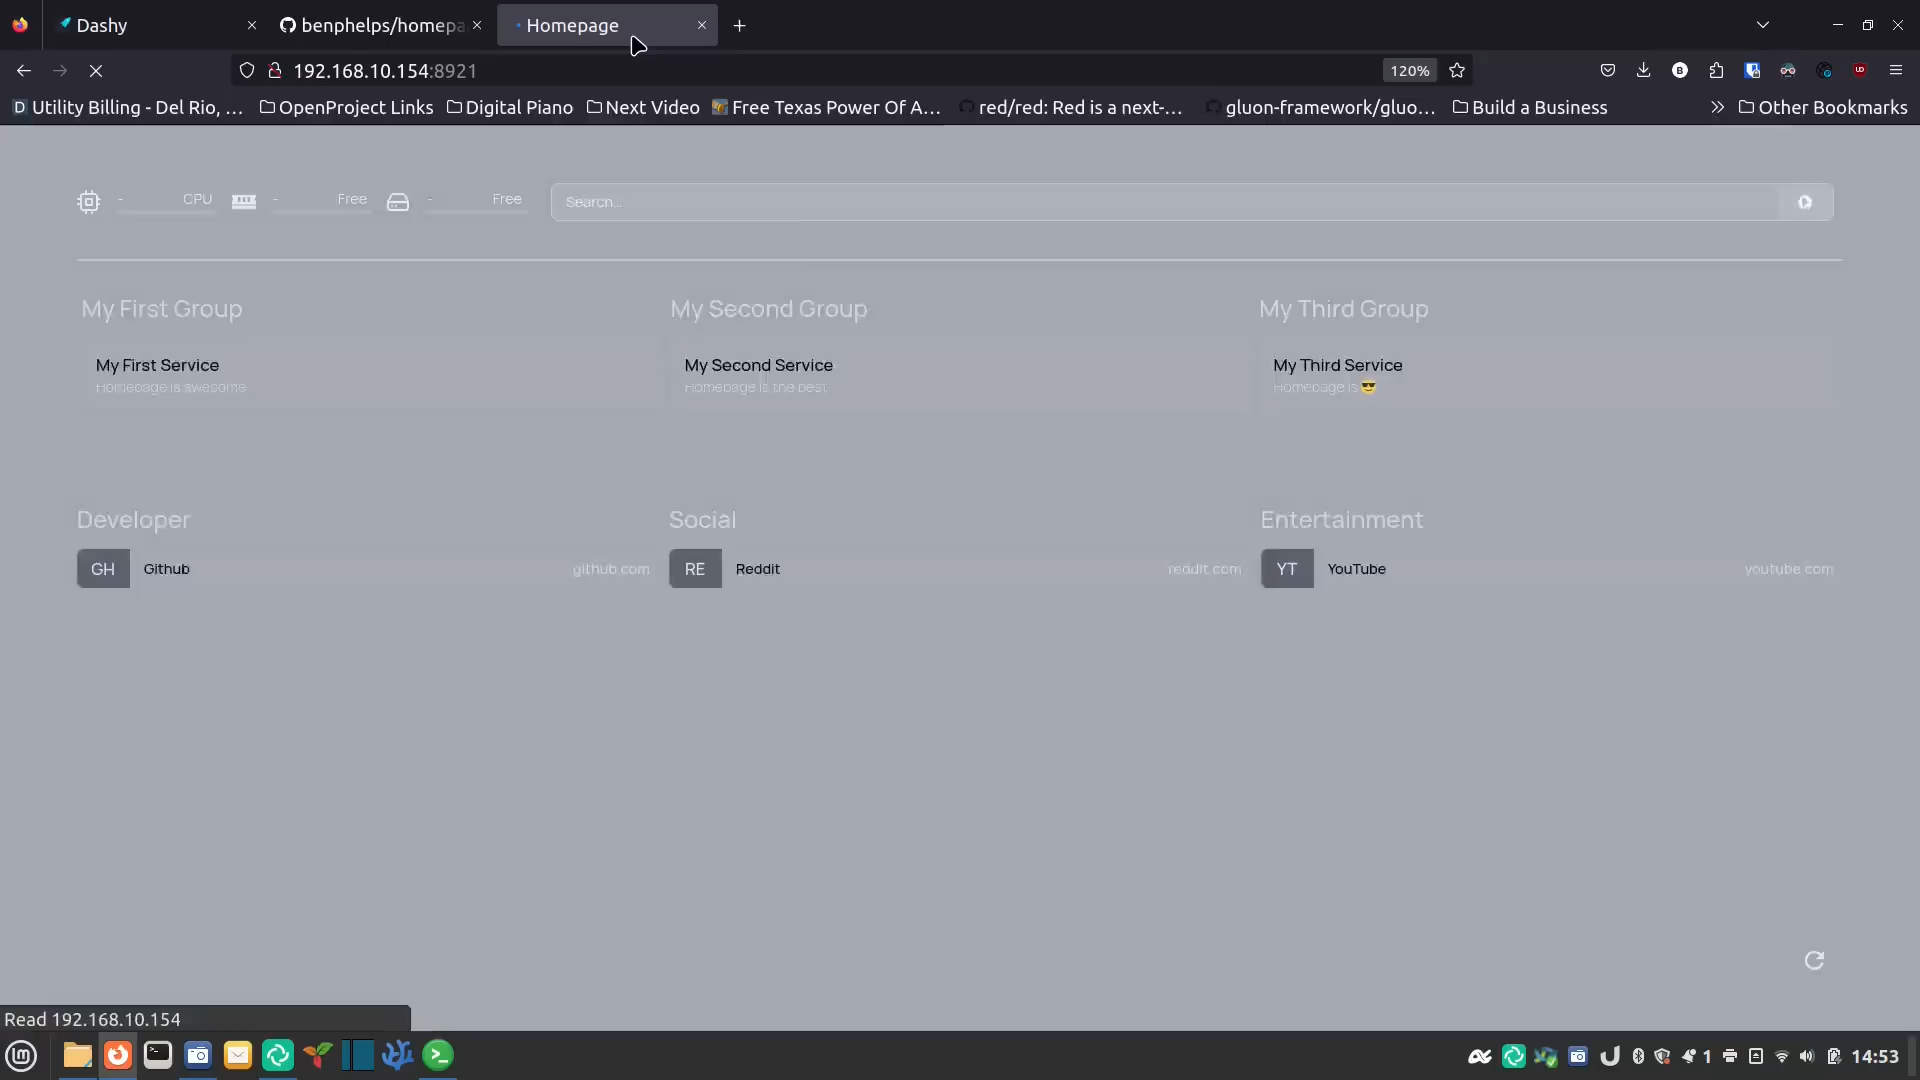 Dashy
benphelps/homepa
Homepage
192.168.10.154:8921
120%
Utility Billing - Del Rio, ...
OpenProject Links
Digital Piano
Next Video
Free Texas Power Of A...
red/red: Red is a next-...
gluon-framework/gluo...
Build a Business
Other Bookmarks
- CPU
- Free
- Free
Search...
My First Group
My Second Group
My Third Group
My First Service
Homepage is awesome
My Second Service
Homepage is the best
My Third Service
Homepage is 😎
Developer
Social
Entertainment
GH Github github.com
RE Reddit reddit.com
YT YouTube youtube.com
Read 192.168.10.154
1
14:53